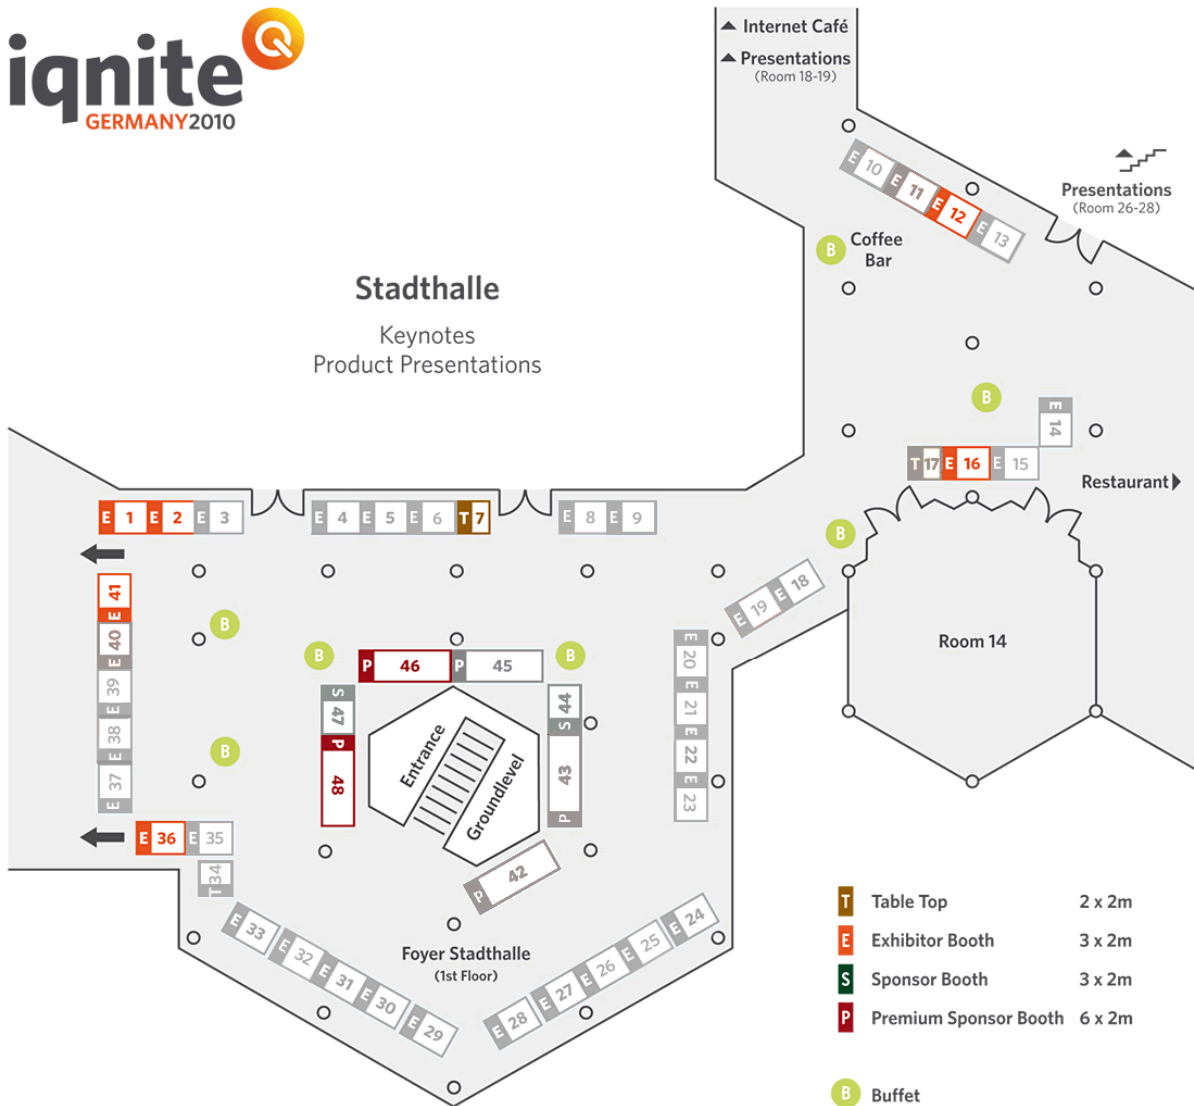 iqnite
GERMANY2010
Internet Café
Presentations
(Room 18-19)
Presentations
(Room 26-28)
E 10 E 11 E 12 E 13
B Coffee
Bar
Stadthalle
Keynotes
Product Presentations
B
E 14
T 17 E 16 E 15
Restaurant
E 1 E 2 E 3
E 4 E 5 E 6 T 7
E 8 E 9
B
E 19 E 18
E 41
E 40
E 39
E 38
E 37
B
B
B
B
P 46 P 45
S 47
P 48
S 44
P 43
Entrance
Groundlevel
E 20
E 21
E 22
E 23
Room 14
E 36 E 35
T 34
P 42
E 33 E 32 E 31 E 30 E 29
E 28 E 27 E 26 E 25 E 24
Foyer Stadthalle
(1st Floor)
T Table Top 2 x 2m
E Exhibitor Booth 3 x 2m
S Sponsor Booth 3 x 2m
P Premium Sponsor Booth 6 x 2m
B Buffet